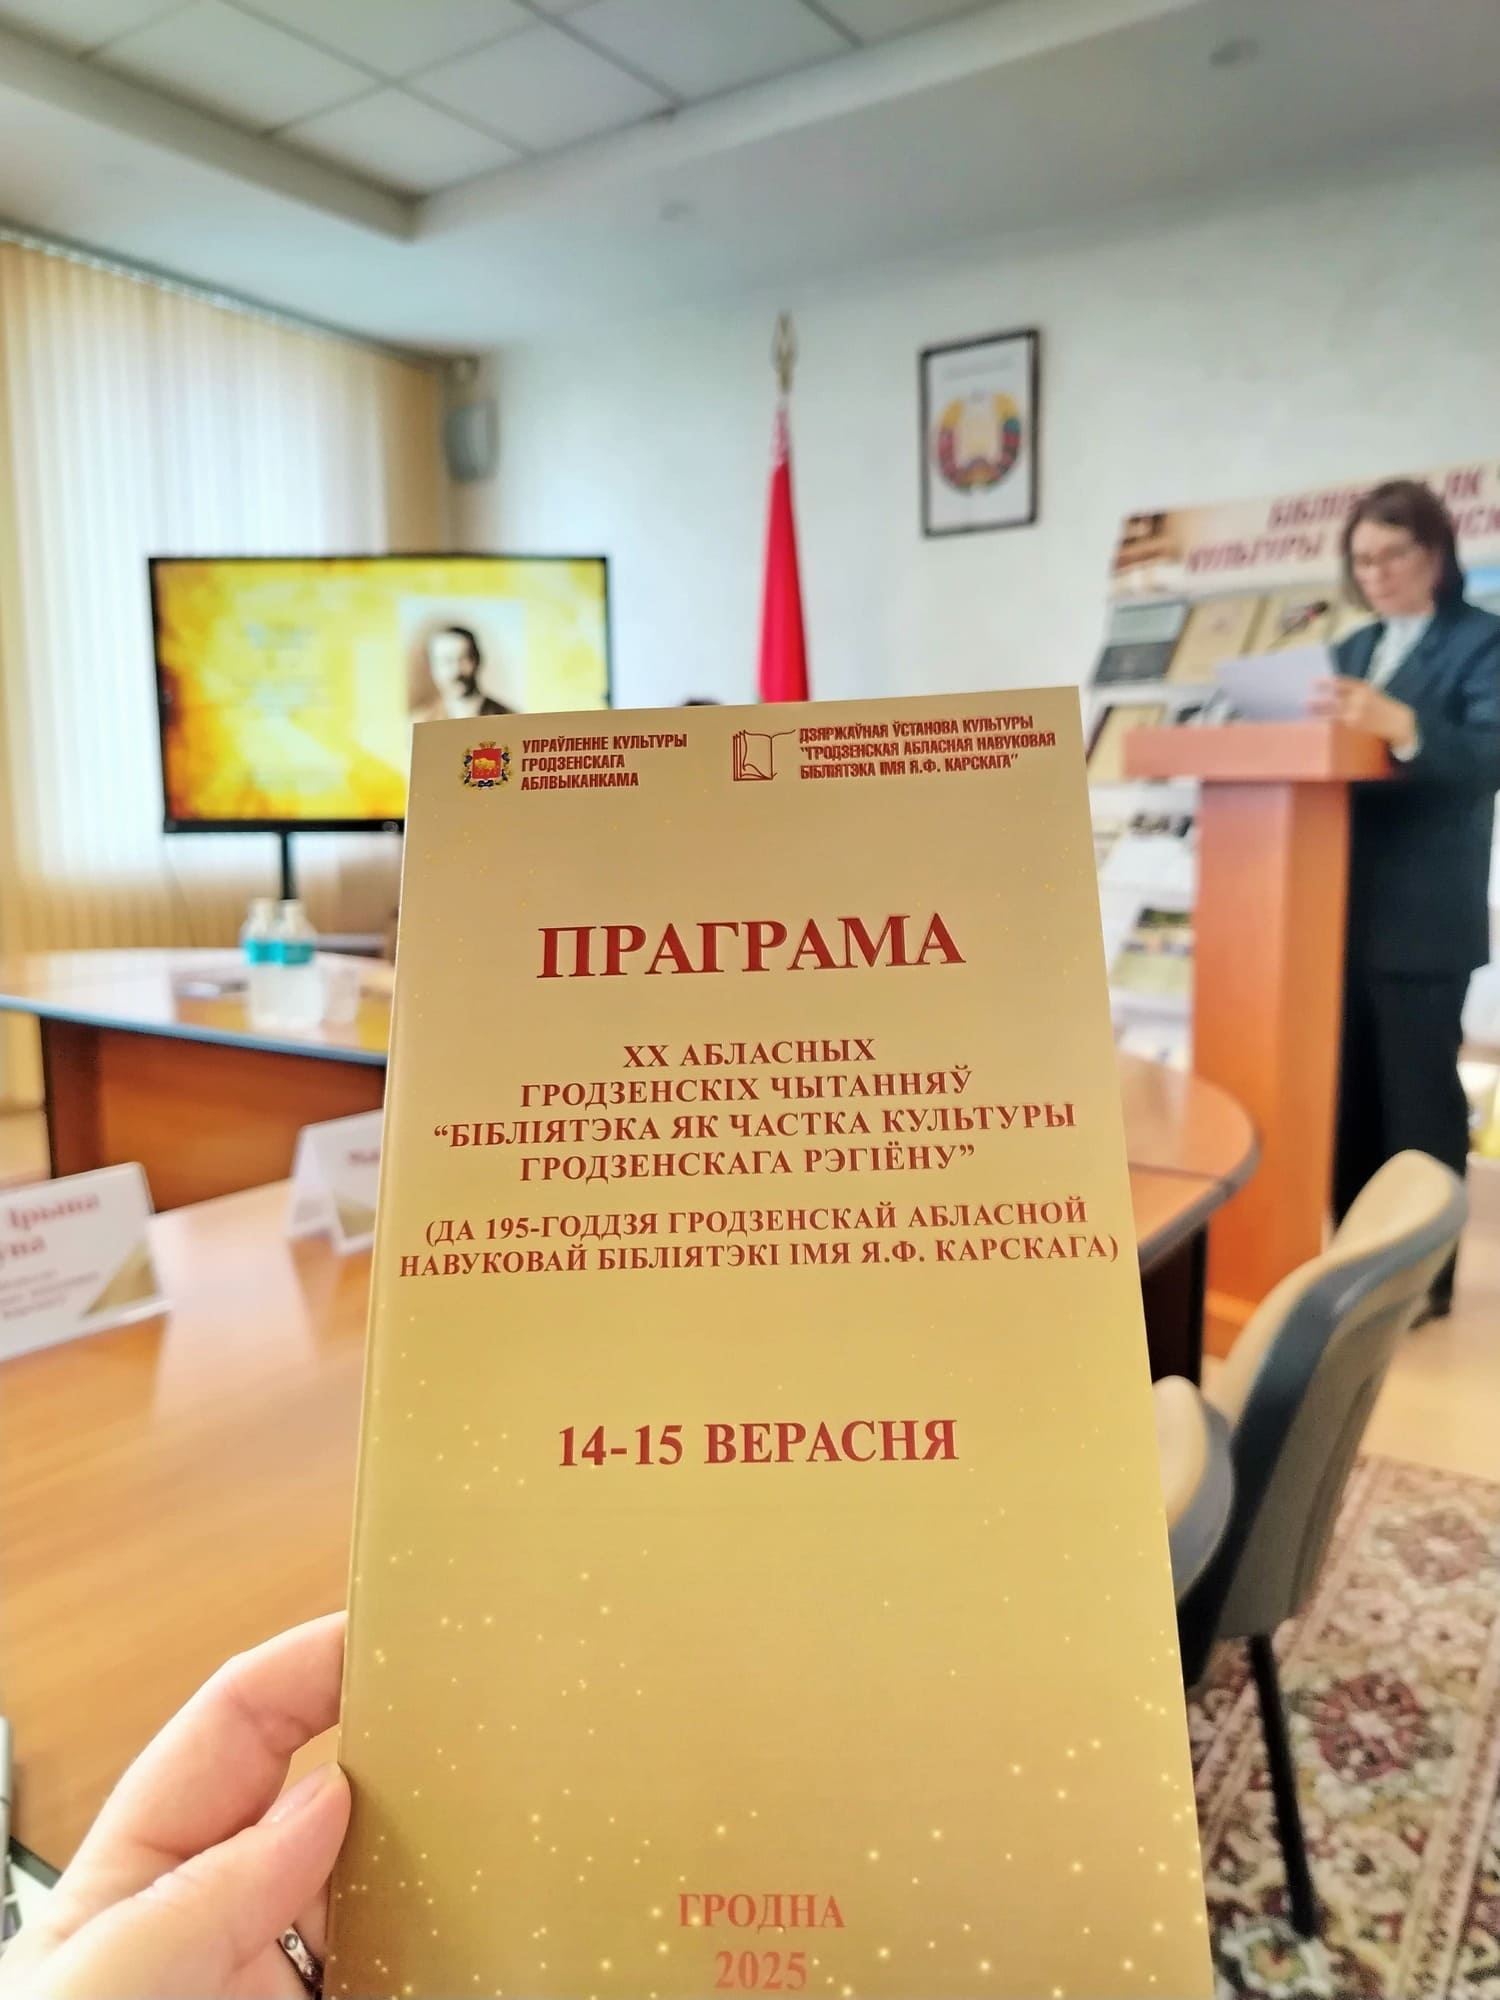 УПРАЎЛЕННЕ КУЛЬТУРЫ
ГРОДЗЕНСКАГА
АБЛВЫКАНКАМА
ДЗЯРЖАЎНАЯ ЎСТАНОВА КУЛЬТУРЫ
"ГРОДЗЕНСКАЯ АБЛАСНАЯ НАВУКОВАЯ
БІБЛІЯТЭКА ІМЯ Я.Ф. КАРСКАГА"
ПРАГРАМА
XX АБЛАСНЫХ
ГРОДЗЕНСКІХ ЧЫТАННЯЎ
“БІБЛІЯТЭКА ЯК ЧАСТКА КУЛЬТУРЫ
ГРОДЗЕНСКАГА РЭГІЁНУ”
(ДА 195-ГОДДЗЯ ГРОДЗЕНСКАЙ АБЛАСНОЙ
НАВУКОВАЙ БІБЛІЯТЭКІ ІМЯ Я.Ф. КАРСКАГА)
14-15 ВЕРАСНЯ
ГРОДНА
2025
ЯК
КУЛЬТУРЫ